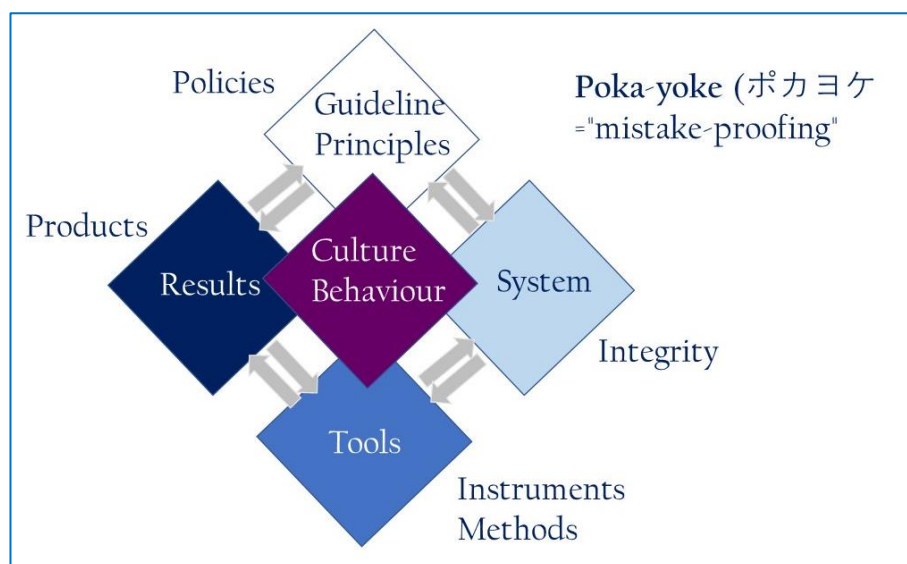 Policies
Guideline
Principles
Poka-yoke (ポカヨケ
="mistake-proofing"
Products
Results
Culture
Behaviour
System
Integrity
Tools
Instruments
Methods